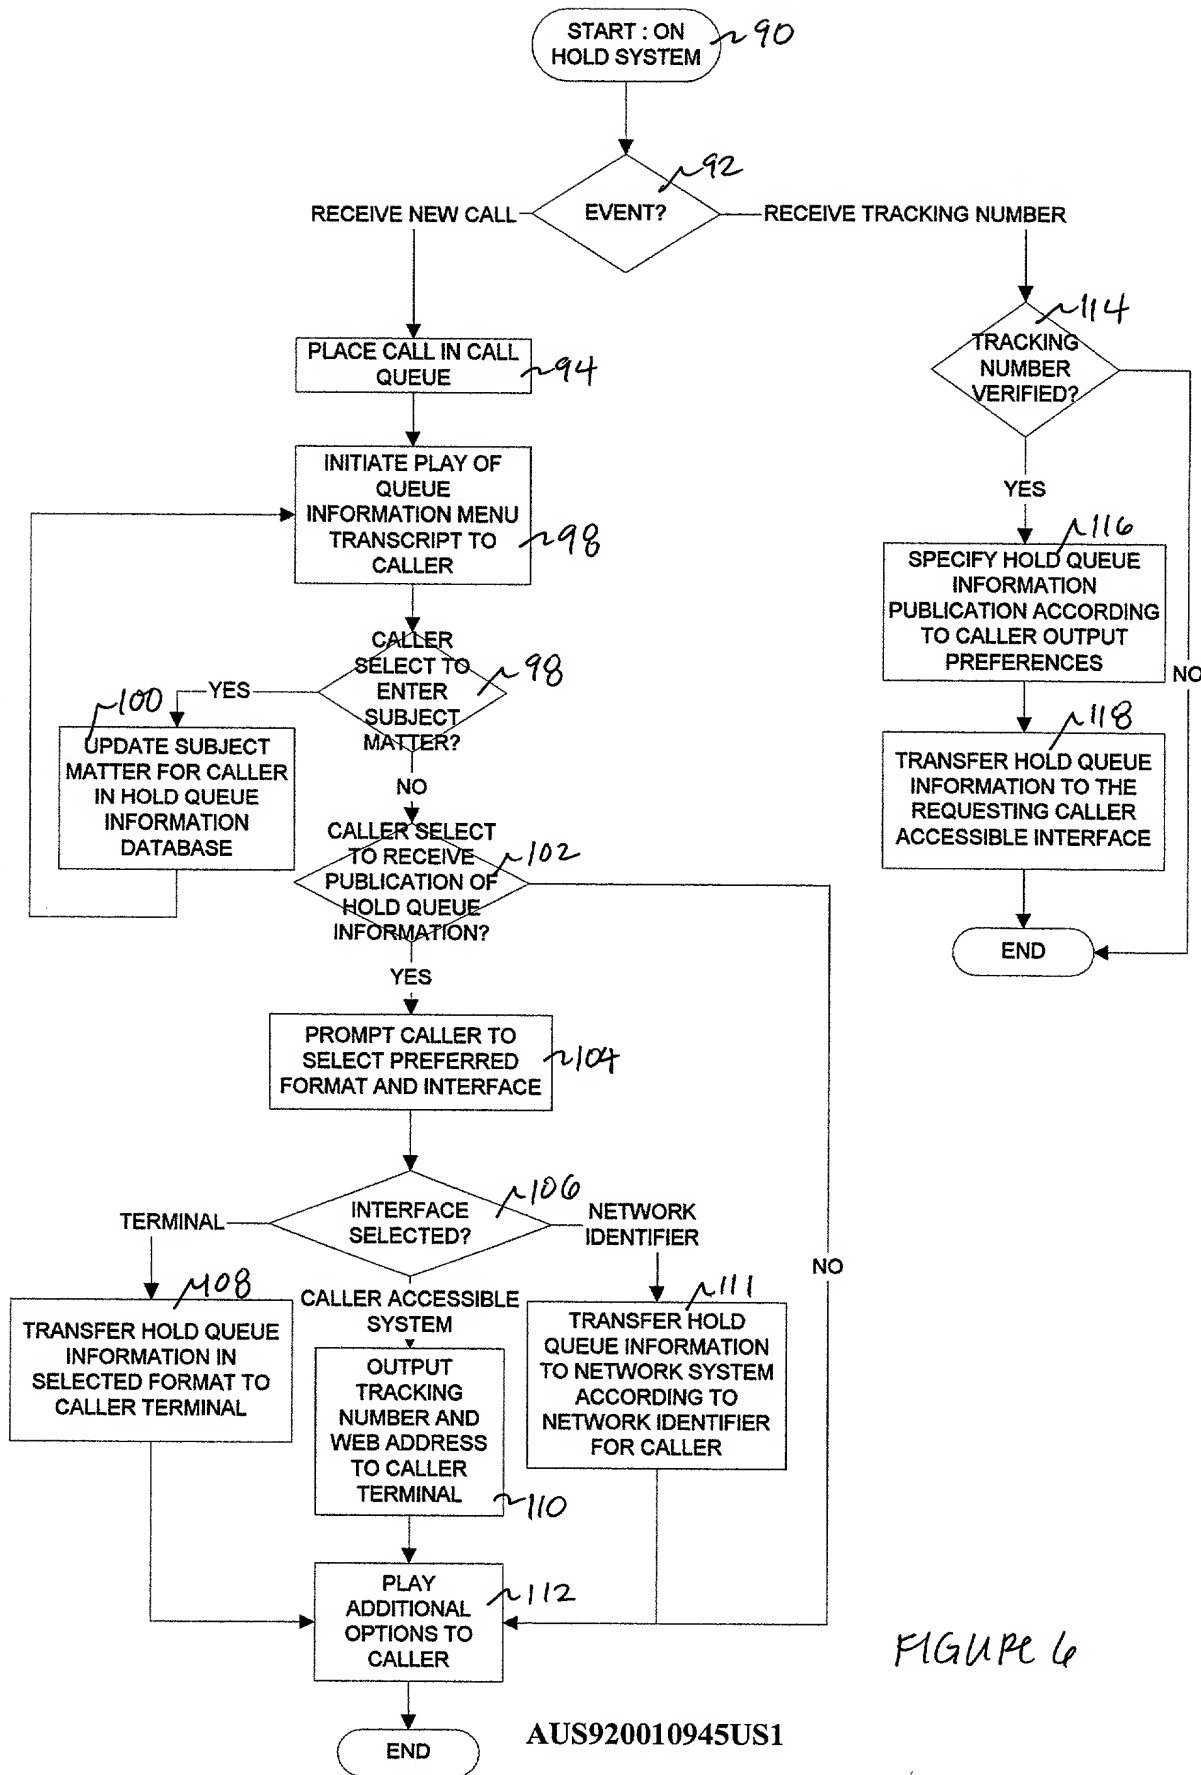 START : ON
HOLD SYSTEM
90
92
EVENT?
RECEIVE NEW CALL
RECEIVE TRACKING NUMBER
PLACE CALL IN CALL
QUEUE
94
114
TRACKING
NUMBER
VERIFIED?
INITIATE PLAY OF
QUEUE
INFORMATION MENU
TRANSCRIPT TO
CALLER
98
YES
NO
116
SPECIFY HOLD QUEUE
INFORMATION
PUBLICATION ACCORDING
TO CALLER OUTPUT
PREFERENCES
CALLER
SELECT TO
ENTER
SUBJECT
MATTER?
98
YES
100
UPDATE SUBJECT
MATTER FOR CALLER
IN HOLD QUEUE
INFORMATION
DATABASE
NO
118
TRANSFER HOLD QUEUE
INFORMATION TO THE
REQUESTING CALLER
ACCESSIBLE INTERFACE
END
CALLER SELECT
TO RECEIVE
PUBLICATION OF
HOLD QUEUE
INFORMATION?
102
YES
NO
PROMPT CALLER TO
SELECT PREFERRED
FORMAT AND INTERFACE
104
INTERFACE
SELECTED?
106
TERMINAL
CALLER ACCESSIBLE
SYSTEM
NETWORK
IDENTIFIER
108
TRANSFER HOLD QUEUE
INFORMATION IN
SELECTED FORMAT TO
CALLER TERMINAL
OUTPUT
TRACKING
NUMBER AND
WEB ADDRESS
TO CALLER
TERMINAL
110
111
TRANSFER HOLD
QUEUE INFORMATION
TO NETWORK SYSTEM
ACCORDING TO
NETWORK IDENTIFIER
FOR CALLER
PLAY
ADDITIONAL
OPTIONS TO
CALLER
112
END
FIGURE 6
AUS920010945US1